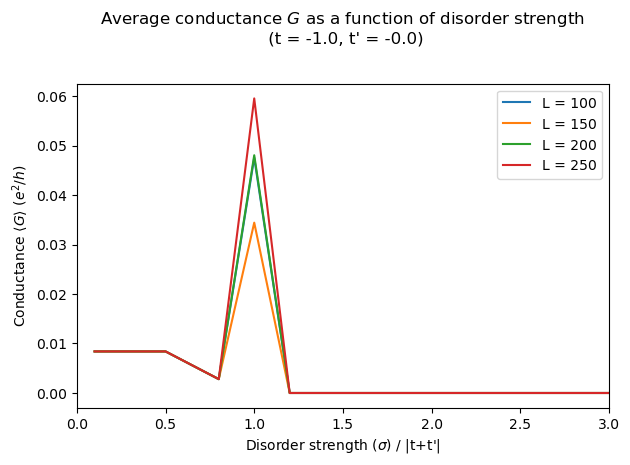 Average conductance G as a function of disorder strength
(t = -1.0, t' = -0.0)
0.06
0.05
0.04
0.03
0.02
0.01
0.00
Conductance ⟨G⟩ (e²/h)
L = 100
L = 150
L = 200
L = 250
0.0 0.5 1.0 1.5 2.0 2.5 3.0
Disorder strength (σ) / |t+t'|